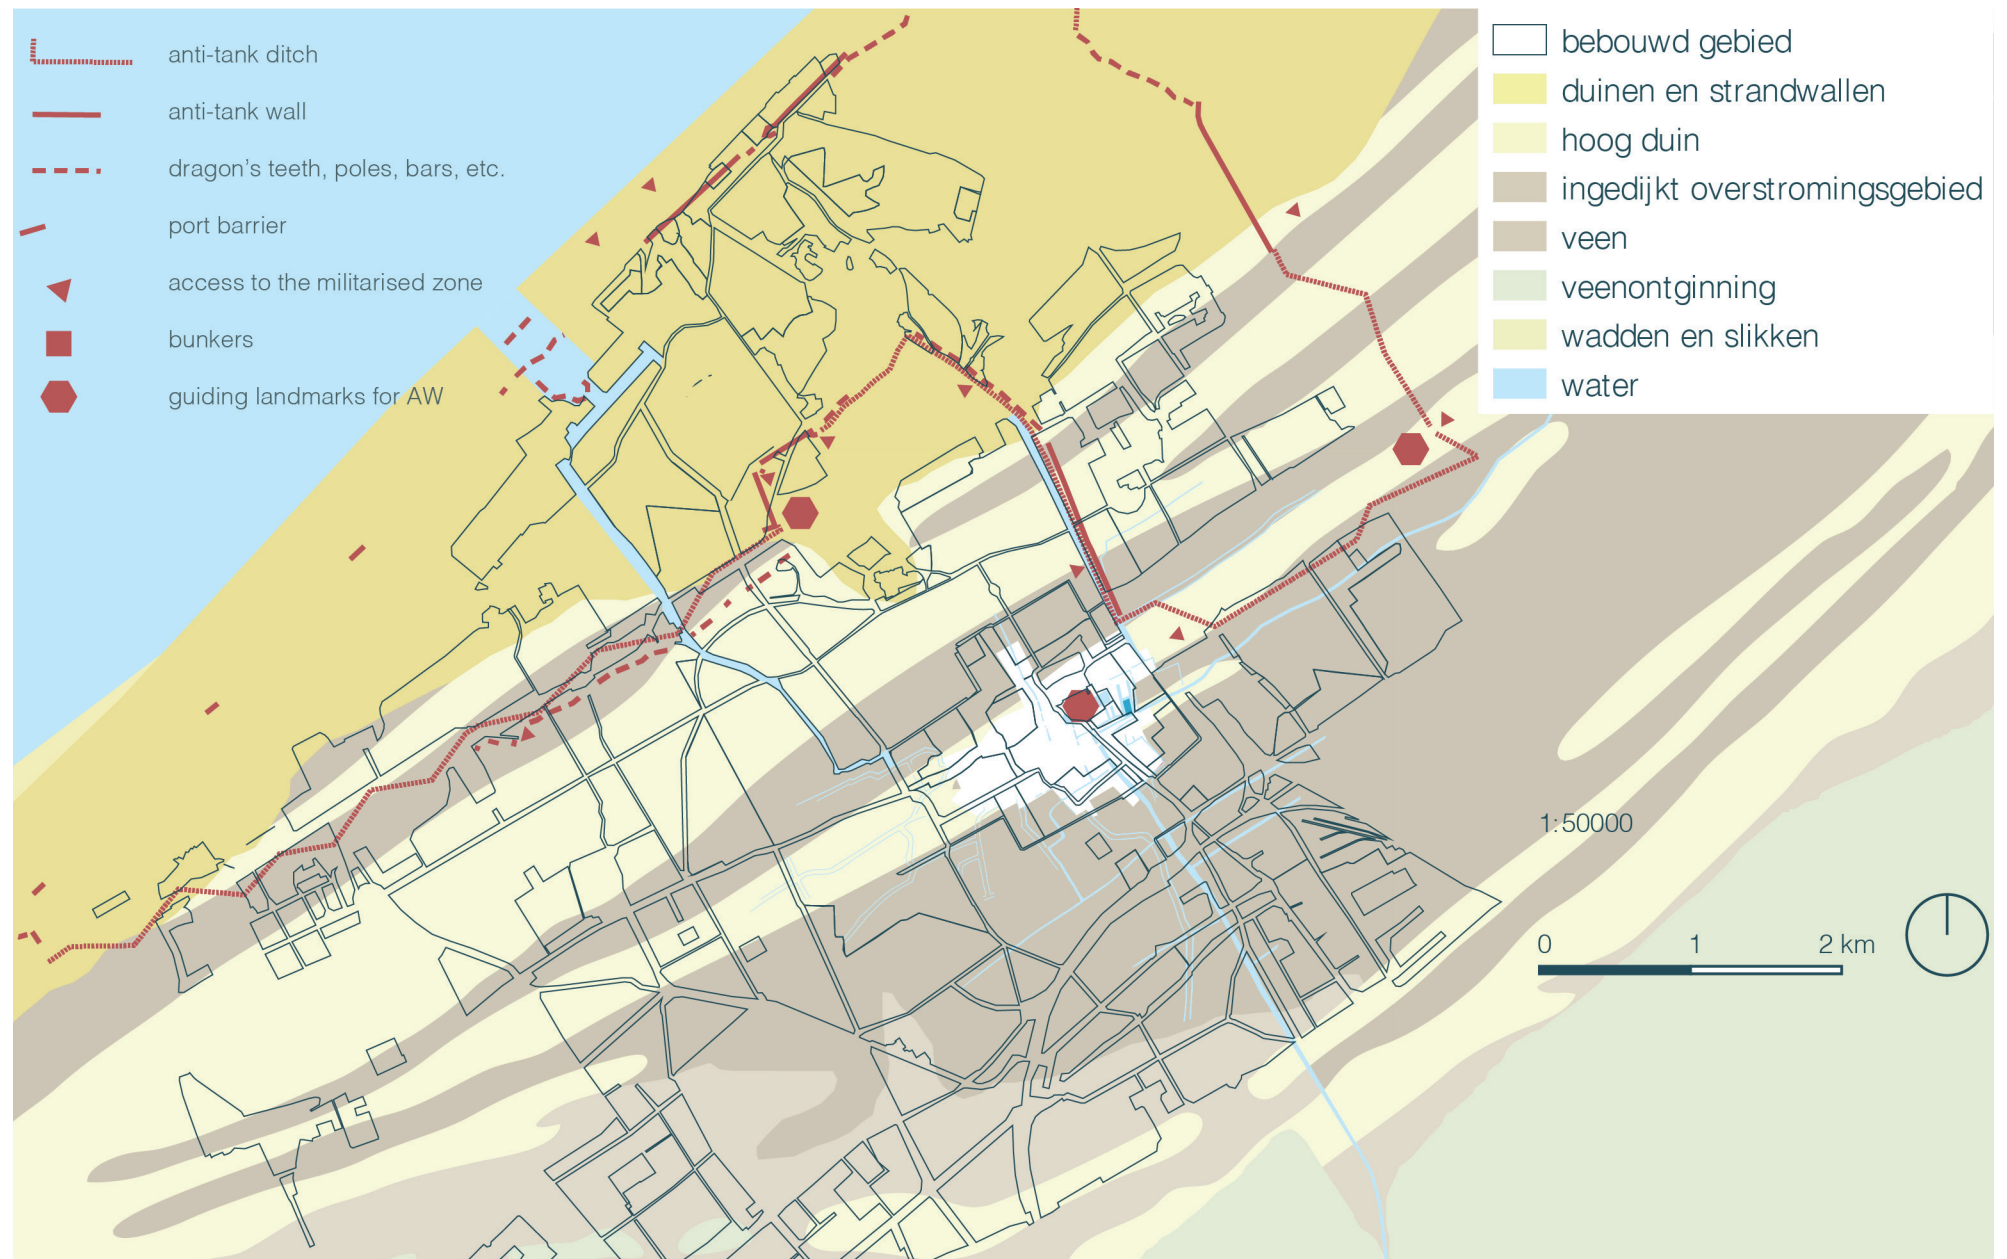 anti-tank ditch
anti-tank wall
dragon's teeth, poles, bars, etc.
port barrier
access to the militarised zone
bunkers
guiding landmarks for AW
bebouwd gebied
duinen en strandwallen
hoog duin
ingedijkt overstromingsgebied
veen
veenontginning
wadden en slikken
water
1:50000
0 1 2 km